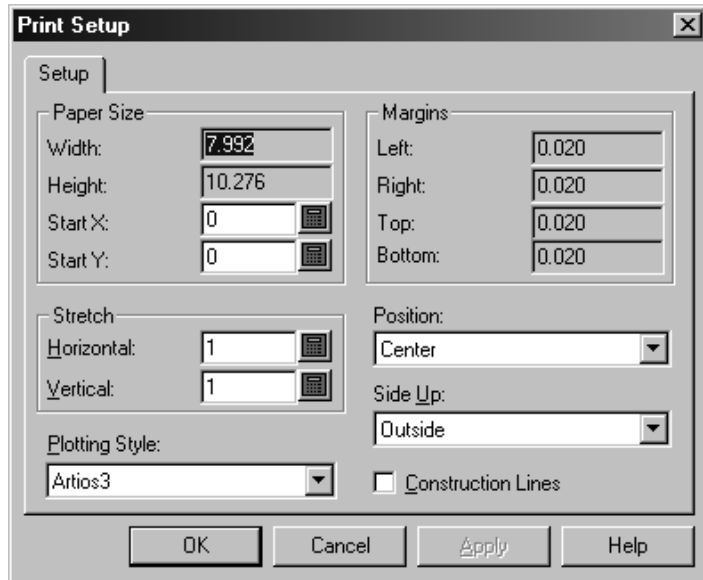 Print Setup
Setup
Paper Size
Width: 7.992
Height: 10.276
Start X: 0
Start Y: 0
Margins
Left: 0.020
Right: 0.020
Top: 0.020
Bottom: 0.020
Stretch
Horizontal: 1
Vertical: 1
Position:
Center
Side Up:
Outside
Plotting Style:
Artios3
Construction Lines
OK Cancel Apply Help